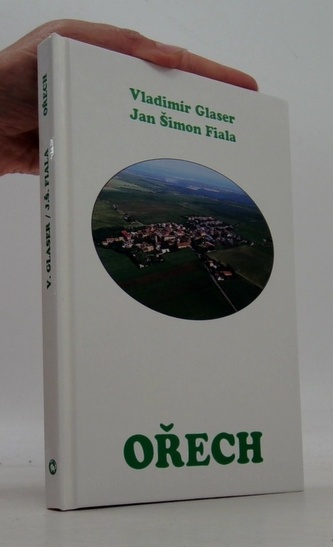 Vladimír Glaser
Jan Šimon Fiala
OŘECH
V. GLASER / J.Š. FIALA
OŘECH